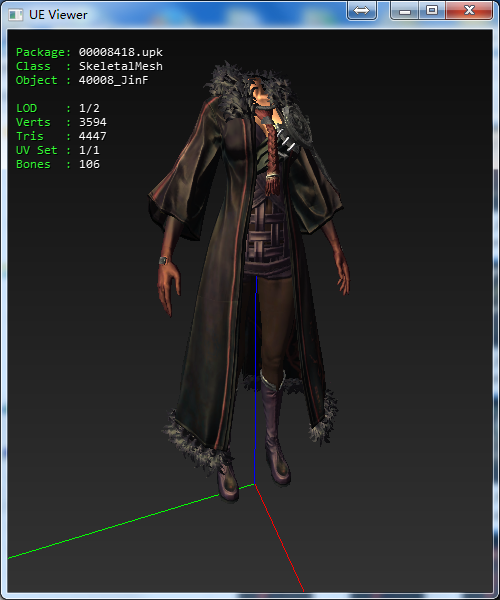 UE Viewer
Package: 00008418.upk
Class : SkeletalMesh
Object : 40008_JinF
LOD : 1/2
Verts : 3594
Tris : 4447
UV Set : 1/1
Bones : 106